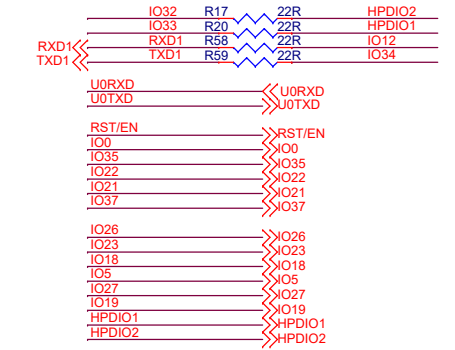 IO32 R17 22R HPDIO2
IO33 R20 22R HPDIO1
RXD1 RXD1 R58 22R IO12
TXD1 TXD1 R59 22R IO34
U0RXD U0RXD
U0TXD U0TXD
RST/EN RST/EN
IO0 IO0
IO35 IO35
IO22 IO22
IO21 IO21
IO37 IO37
IO26 IO26
IO23 IO23
IO18 IO18
IO5 IO5
IO27 IO27
IO19 IO19
HPDIO1 HPDIO1
HPDIO2 HPDIO2